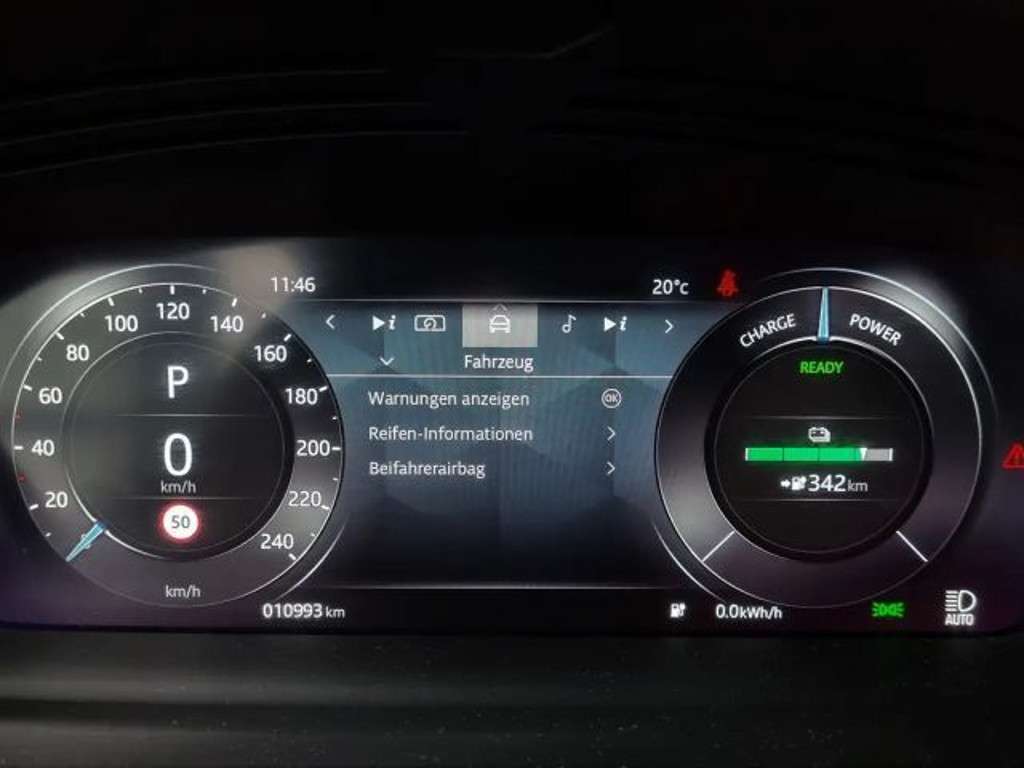 11:46
20°c
Fahrzeug
Warnungen anzeigen OK
Reifen-Informationen
Beifahrerairbag
20
40
60
80
100
120
140
160
180
200
220
240
P
0
km/h
50
km/h
010993 km
CHARGE
POWER
READY
342 km
0.0 kWh/h
AUTO